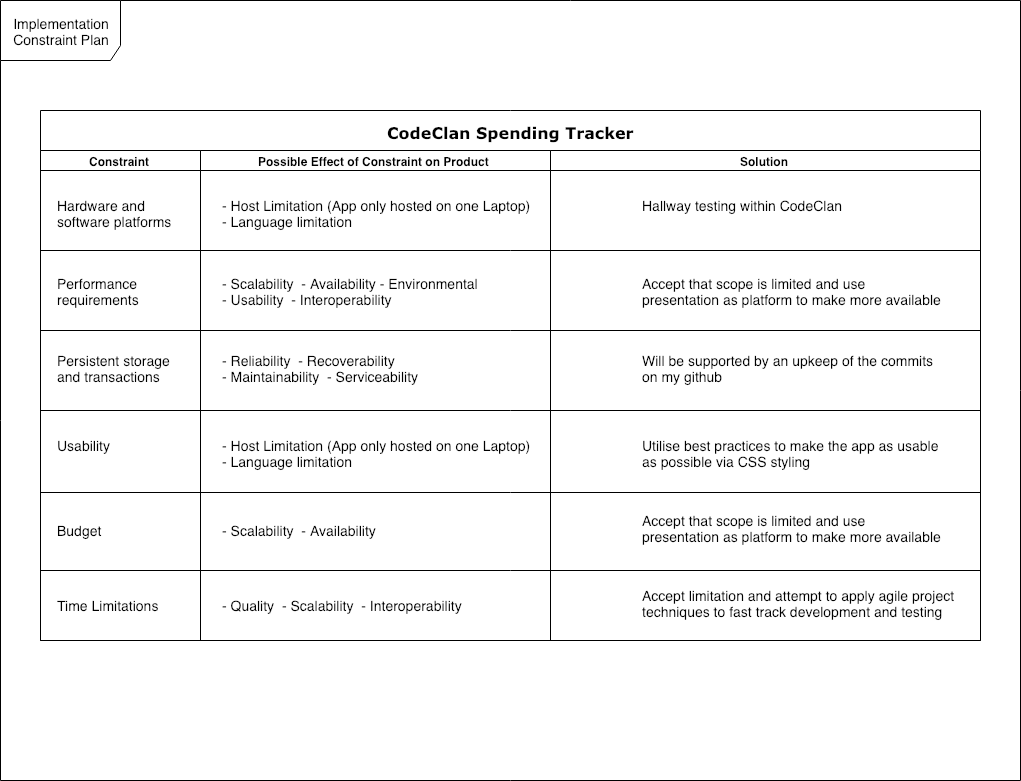 Implementation
Constraint Plan
CodeClan Spending Tracker
Constraint
Possible Effect of Constraint on Product
Solution
Hardware and
software platforms
- Host Limitation (App only hosted on one Laptop)
- Language limitation
Hallway testing within CodeClan
Performance
requirements
- Scalability  - Availability - Environmental
- Usability  - Interoperability
Accept that scope is limited and use
presentation as platform to make more available
Persistent storage
and transactions
- Reliability  - Recoverability
- Maintainability  - Serviceability
Will be supported by an upkeep of the commits
on my github
Usability
- Host Limitation (App only hosted on one Laptop)
- Language limitation
Utilise best practices to make the app as usable
as possible via CSS styling
Budget
- Scalability  - Availability
Accept that scope is limited and use
presentation as platform to make more available
Time Limitations
- Quality  - Scalability  - Interoperability
Accept limitation and attempt to apply agile project
techniques to fast track development and testing